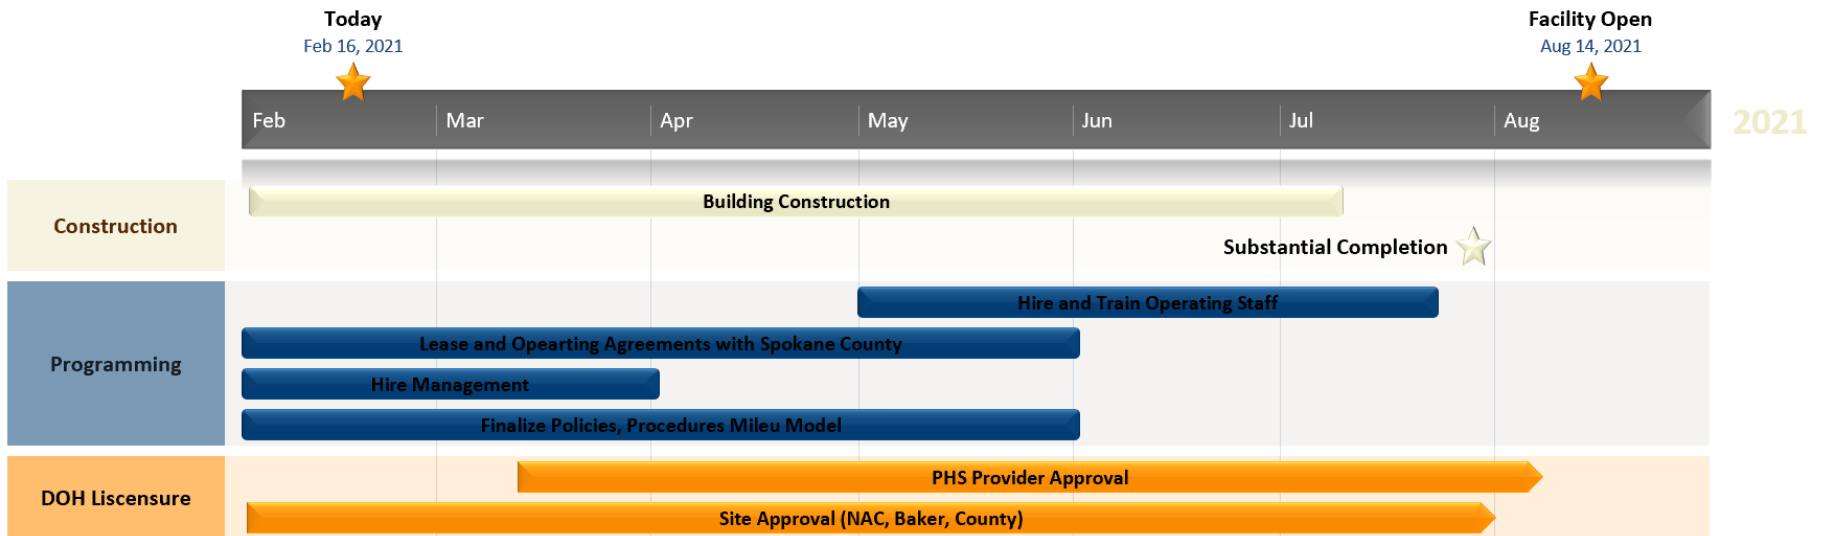 Today
Feb 16, 2021
Facility Open
Aug 14, 2021
Feb Mar Apr May Jun Jul Aug 2021
Construction
Building Construction
Substantial Completion
Programming
Hire and Train Operating Staff
Lease and Opearting Agreements with Spokane County
Hire Management
Finalize Policies, Procedures Mileu Model
DOH Liscensure
PHS Provider Approval
Site Approval (NAC, Baker, County)